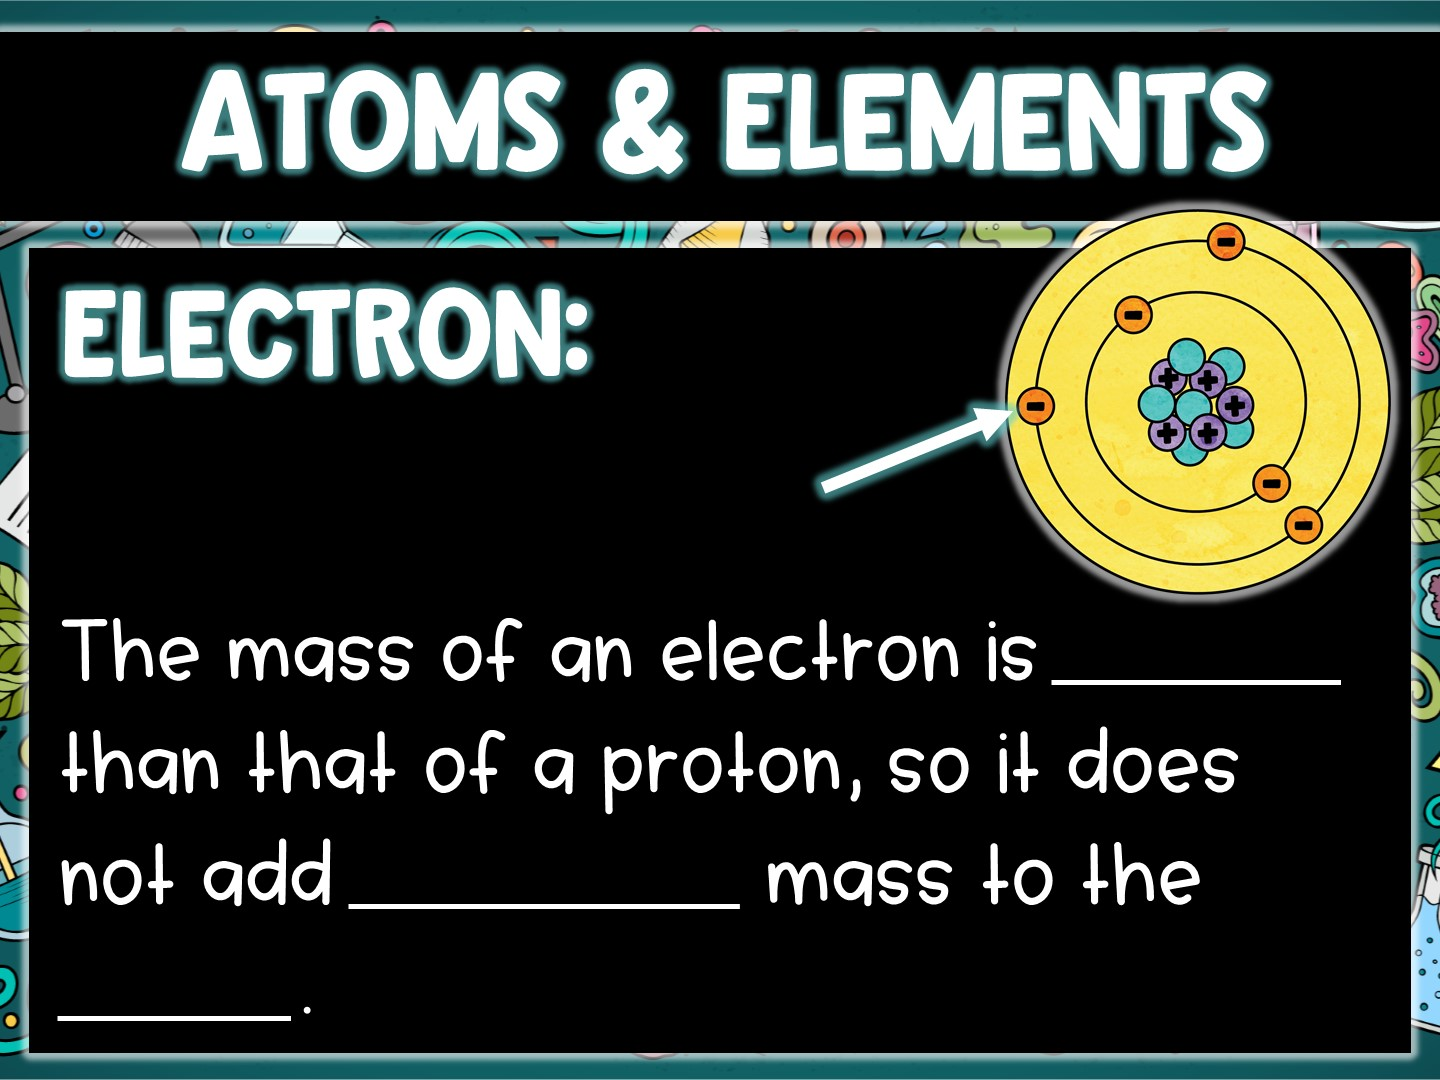 ATOMS & ELEMENTS
ELECTRON:
The mass of an electron is ________
than that of a proton, so it does
not add ___________ mass to the
______ .